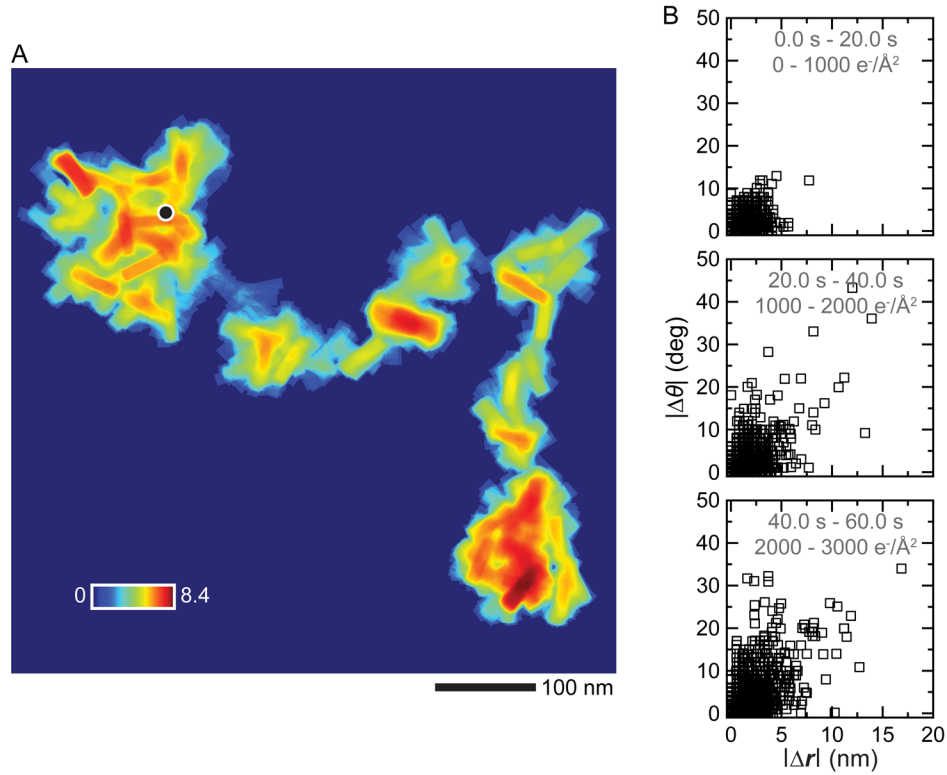 A
0
8.4
100 nm
B
|Δθ| (deg)
50
40
30
20
10
0
0.0 s - 20.0 s
0 - 1000 e⁻/Å²
50
40
30
20
10
0
20.0 s - 40.0 s
1000 - 2000 e⁻/Å²
50
40
30
20
10
0
40.0 s - 60.0 s
2000 - 3000 e⁻/Å²
0 5 10 15 20
|Δr| (nm)